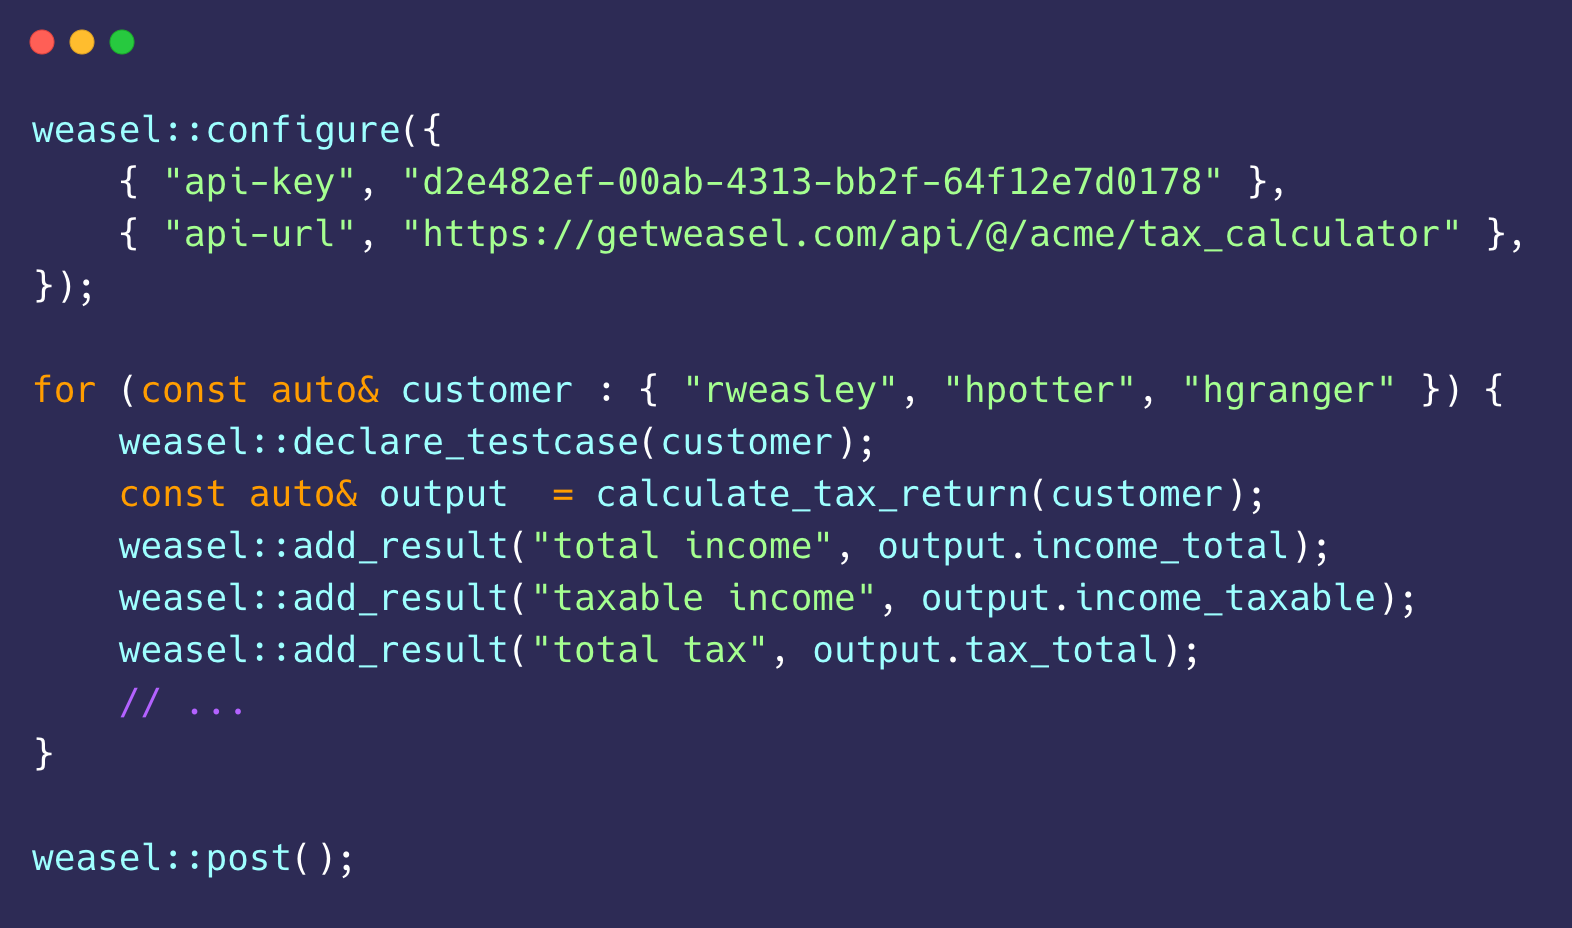 weasel::configure({
    { "api-key", "d2e482ef-00ab-4313-bb2f-64f12e7d0178" },
    { "api-url", "https://getweasel.com/api/@/acme/tax_calculator" },
});

for (const auto& customer : { "rweasley", "hpotter", "hgranger" }) {
    weasel::declare_testcase(customer);
    const auto& output  = calculate_tax_return(customer);
    weasel::add_result("total income", output.income_total);
    weasel::add_result("taxable income", output.income_taxable);
    weasel::add_result("total tax", output.tax_total);
    // ...
}

weasel::post();